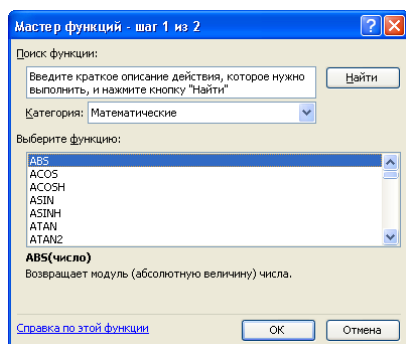 Мастер функций - шаг 1 из 2
Поиск функции:
Введите краткое описание действия, которое нужно
выполнить, и нажмите кнопку "Найти"
Найти
Категория: Математические
Выберите функцию:
ABS
ACOS
ACOSH
ASIN
ASINH
ATAN
ATAN2
ABS(число)
Возвращает модуль (абсолютную величину) числа.
Справка по этой функции
ОК
Отмена